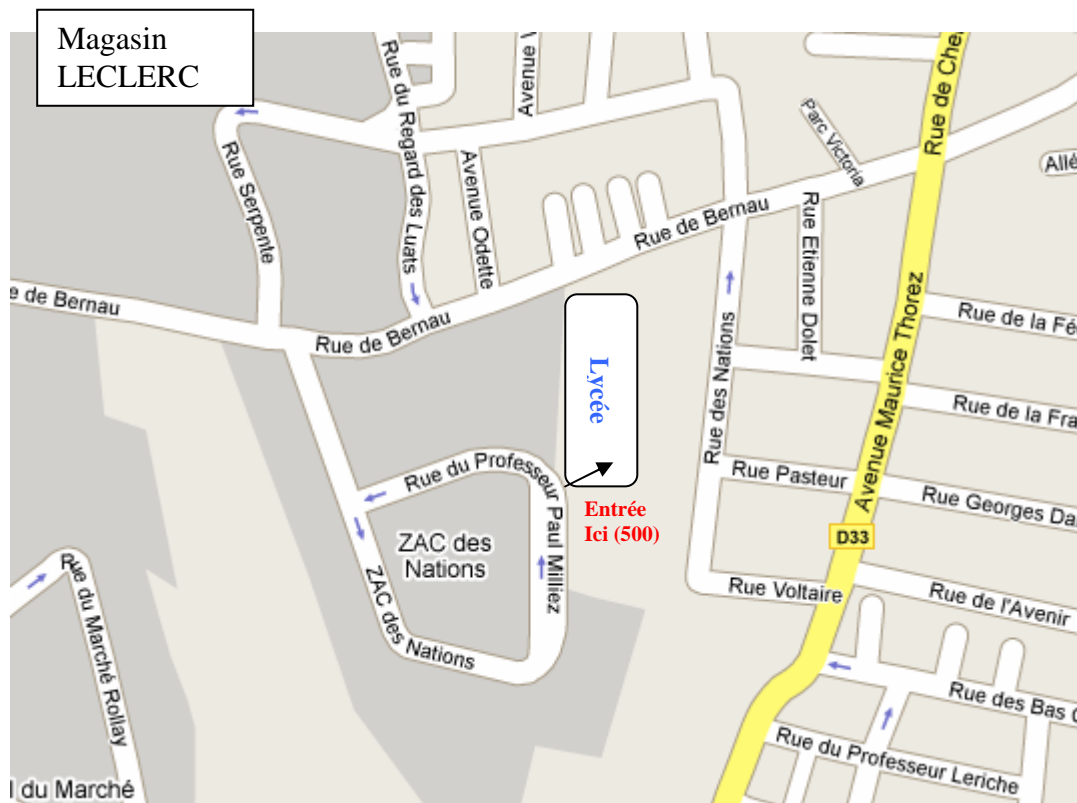 Magasin
LECLERC
Rue du Regard des Luats
Avenue
Rue de Che
Parc Victoria
Allé
Rue Serpente
Avenue Odette
Rue de Bernau
Rue Etienne Dolet
e de Bernau
Rue de Bernau
Rue de la Fé
Lycée
Rue des Nations
Avenue Maurice Thorez
Rue de la Fra
Rue du Professeur Paul Milliez
Rue Pasteur
Rue Georges Da
Entrée
Ici (500)
D33
ZAC des
Nations
ZAC des Nations
Rue Voltaire
Rue de l'Avenir
Rue du Marché Rollay
Rue des Bas
Rue du Professeur Leriche
l du Marché